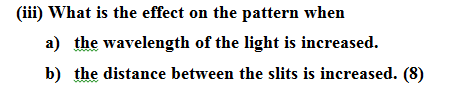 (iii) What is the effect on the pattern when
a) the wavelength of the light is increased.
b) the distance between the slits is increased. (8)